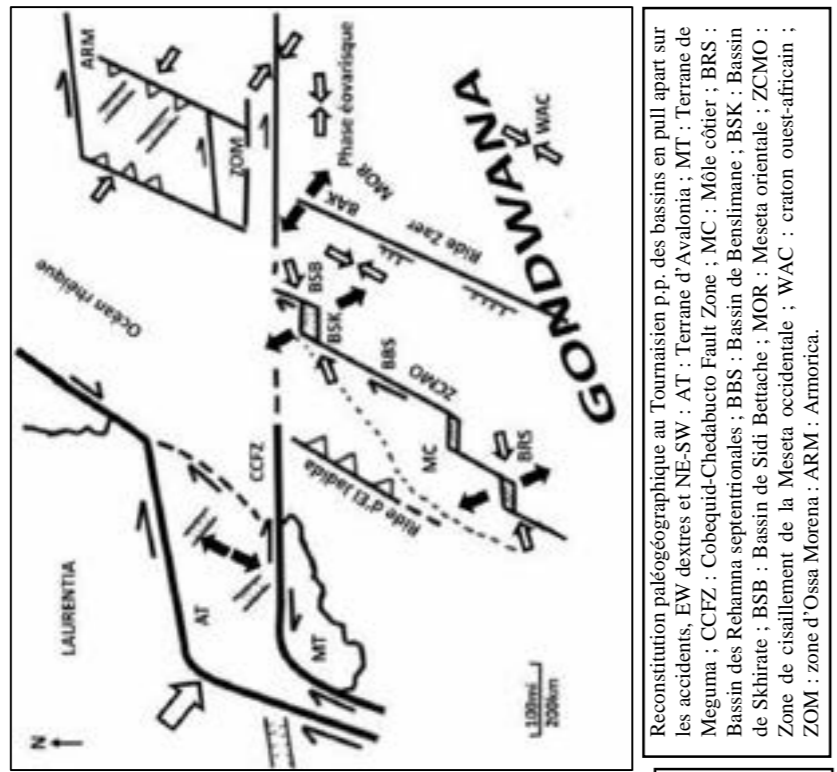 N
LAURENTIA
Océan rhéique
ARM
ZOM
AT
CCFZ
MT
Phase éovarisque
BSB
BSK
BBS
ZCMO
MC
BRS
Ride d'El Jadida
BAK
MOR
Ride Zaer
GONDWANA
WAC
100mi
200km
Reconstitution paléogéographique au Tournaisien p.p. des bassins en pull apart sur
les accidents, EW dextres et NE-SW : AT : Terrane d'Avalonia ; MT : Terrane de
Meguma ; CCFZ : Cobequid-Chedabucto Fault Zone ; MC : Môle côtier ; BRS :
Bassin des Rehamna septentrionales ; BBS : Bassin de Benslimane ; BSK : Bassin
de Skhirate ; BSB : Bassin de Sidi Bettache ; MOR : Meseta orientale ; ZCMO :
Zone de cisaillement de la Meseta occidentale ; WAC : craton ouest-africain ;
ZOM : zone d'Ossa Morena ; ARM : Armorica.